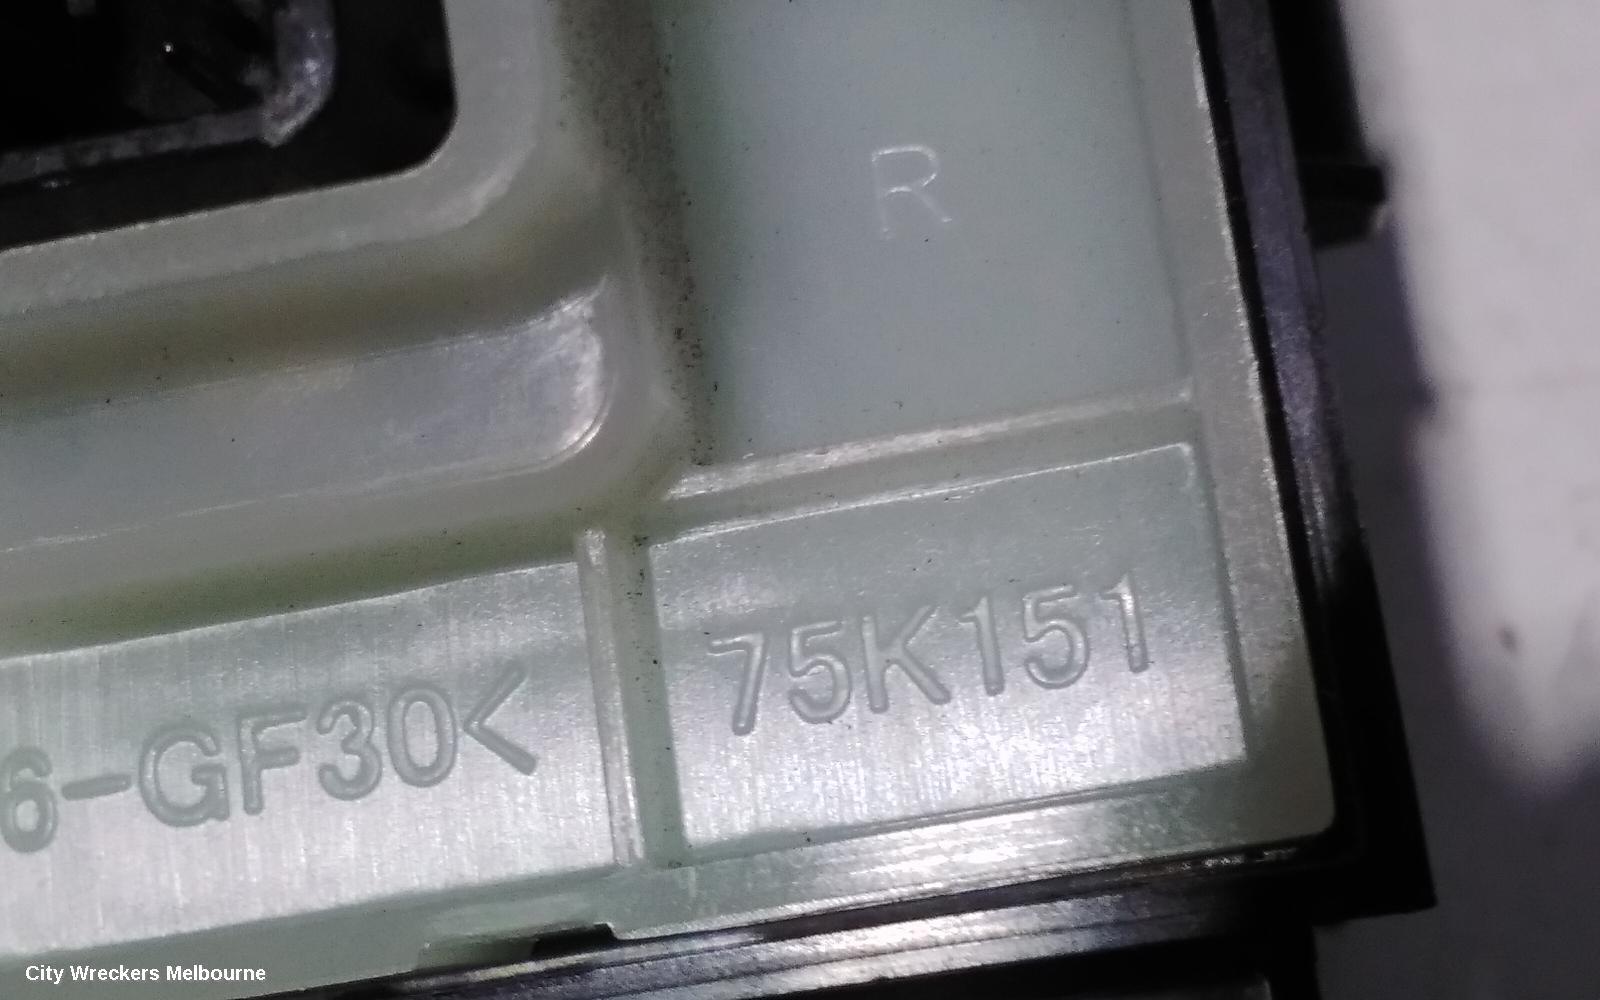 R
75K151
6-GF30<
City Wreckers Melbourne